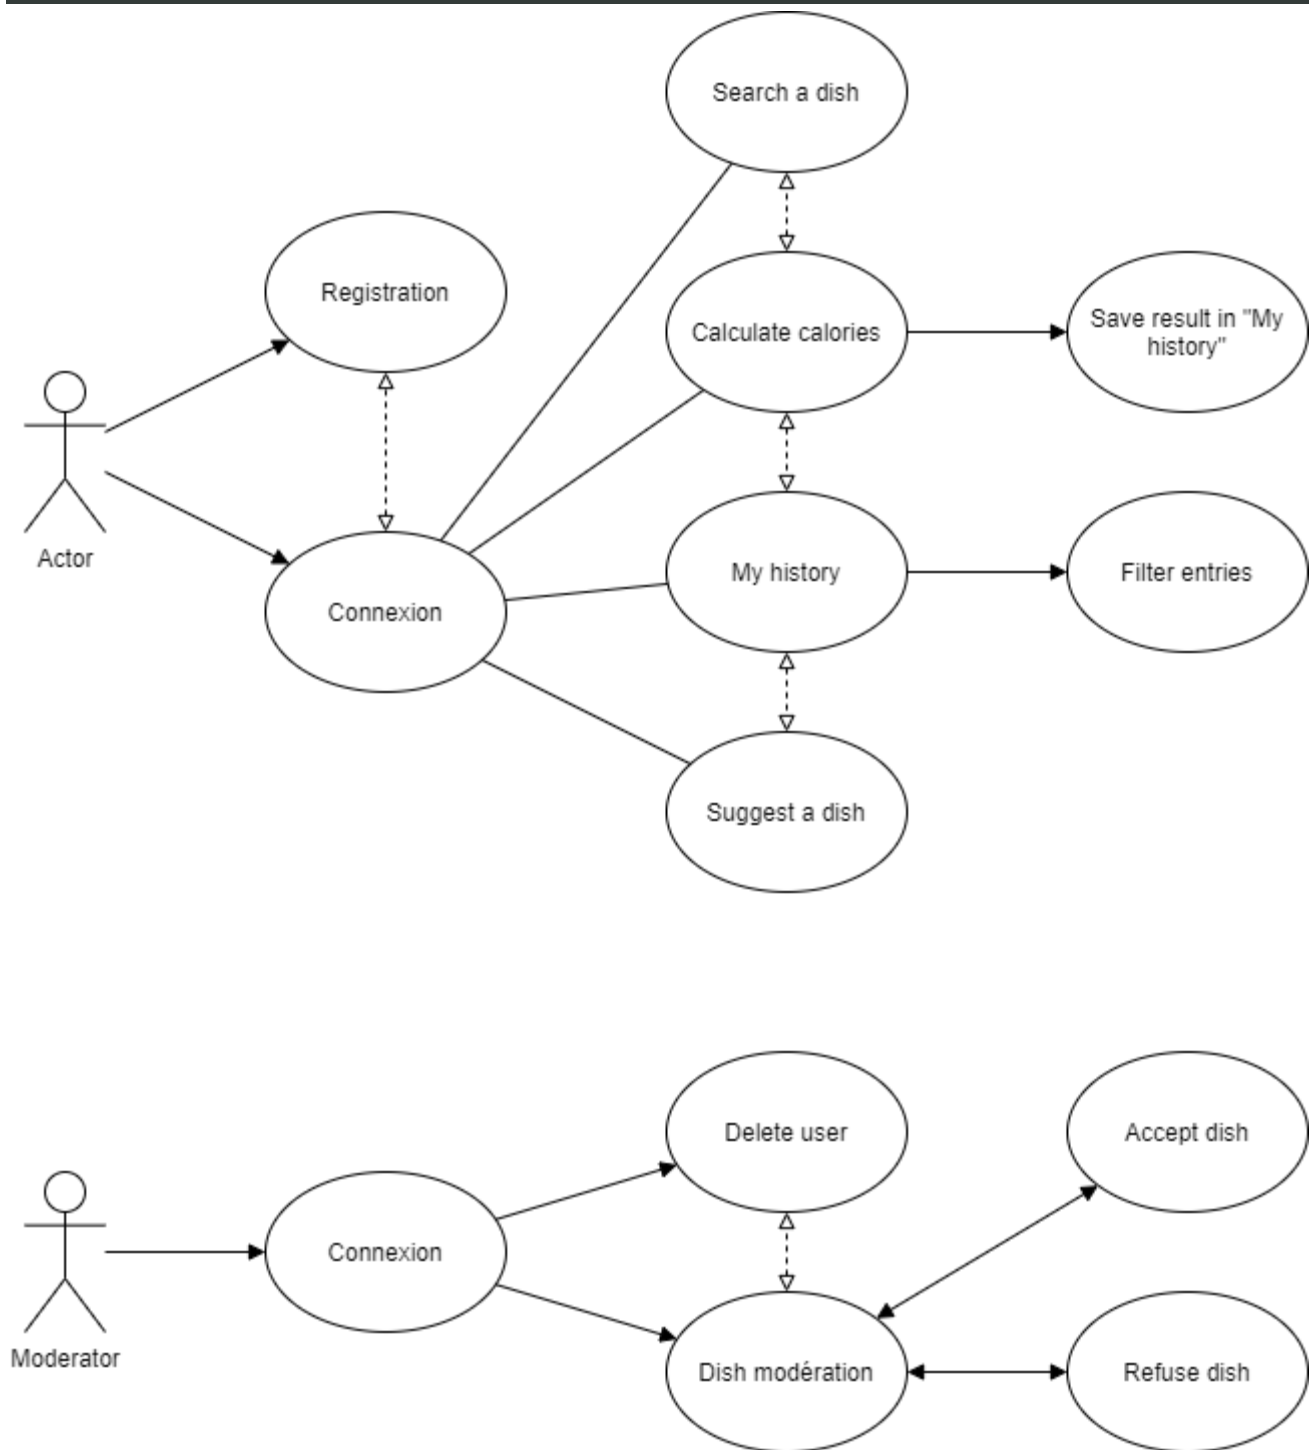 Search a dish
Registration
Calculate calories
Save result in "My
history"
Actor
Connexion
My history
Filter entries
Suggest a dish
Delete user
Accept dish
Moderator
Connexion
Dish modération
Refuse dish